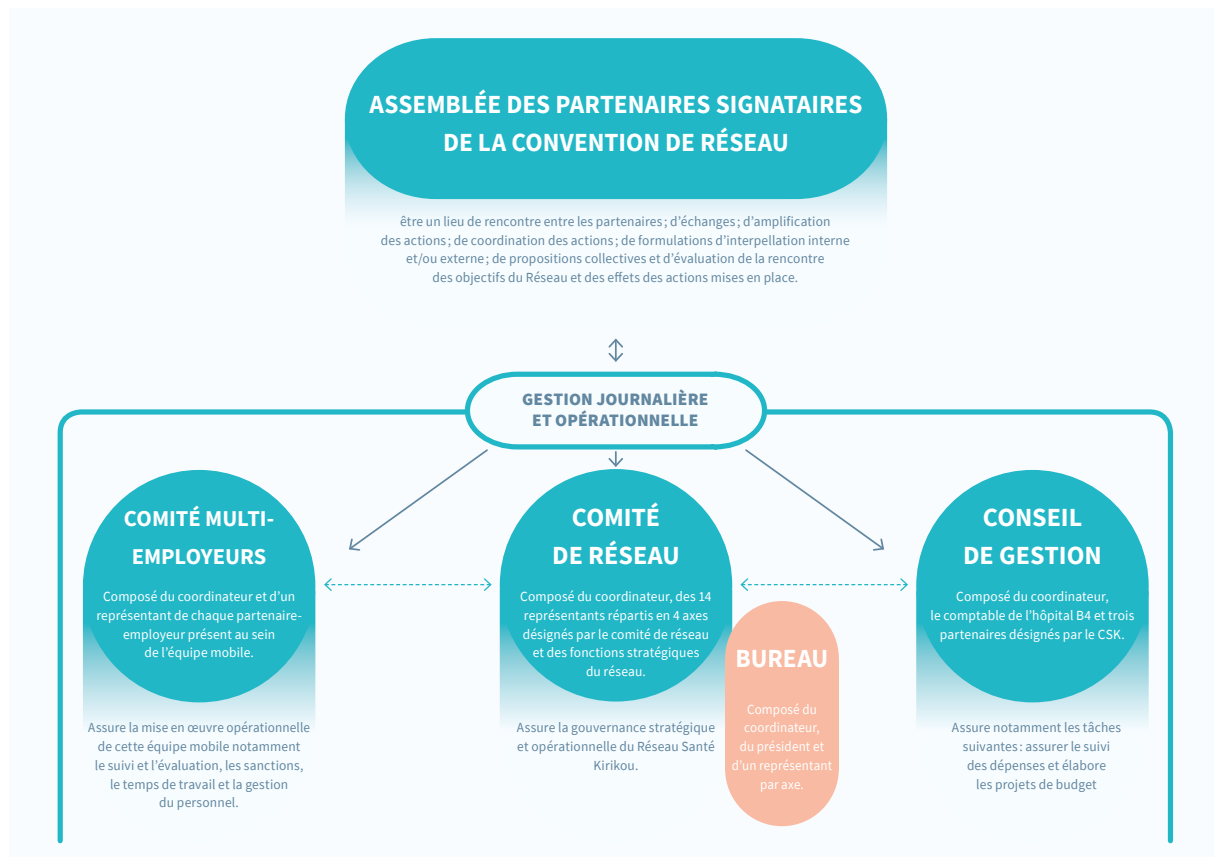 ASSEMBLÉE DES PARTENAIRES SIGNATAIRES
DE LA CONVENTION DE RÉSEAU
être un lieu de rencontre entre les partenaires ; d’échanges ; d’amplification
des actions ; de coordination des actions ; de formulations d’interpellation interne
et/ou externe ; de propositions collectives et d’évaluation de la rencontre
des objectifs du Réseau et des effets des actions mises en place.
GESTION JOURNALIÈRE
ET OPÉRATIONNELLE
COMITÉ MULTI-
EMPLOYEURS
Composé du coordinateur et d’un
représentant de chaque partenaire-
employeur présent au sein
de l’équipe mobile.
Assure la mise en œuvre opérationnelle
de cette équipe mobile notamment
le suivi et l’évaluation, les sanctions,
le temps de travail et la gestion
du personnel.
COMITÉ
DE RÉSEAU
Composé du coordinateur, des 14
représentants répartis en 4 axes
désignés par le comité de réseau
et des fonctions stratégiques
du réseau.
Assure la gouvernance stratégique
et opérationnelle du Réseau Santé
Kirikou.
BUREAU
Composé du
coordinateur,
du président et
d’un représentant
par axe.
CONSEIL
DE GESTION
Composé du coordinateur,
le comptable de l’hôpital B4 et trois
partenaires désignés par le CSK.
Assure notamment les tâches
suivantes : assurer le suivi
des dépenses et élabore
les projets de budget